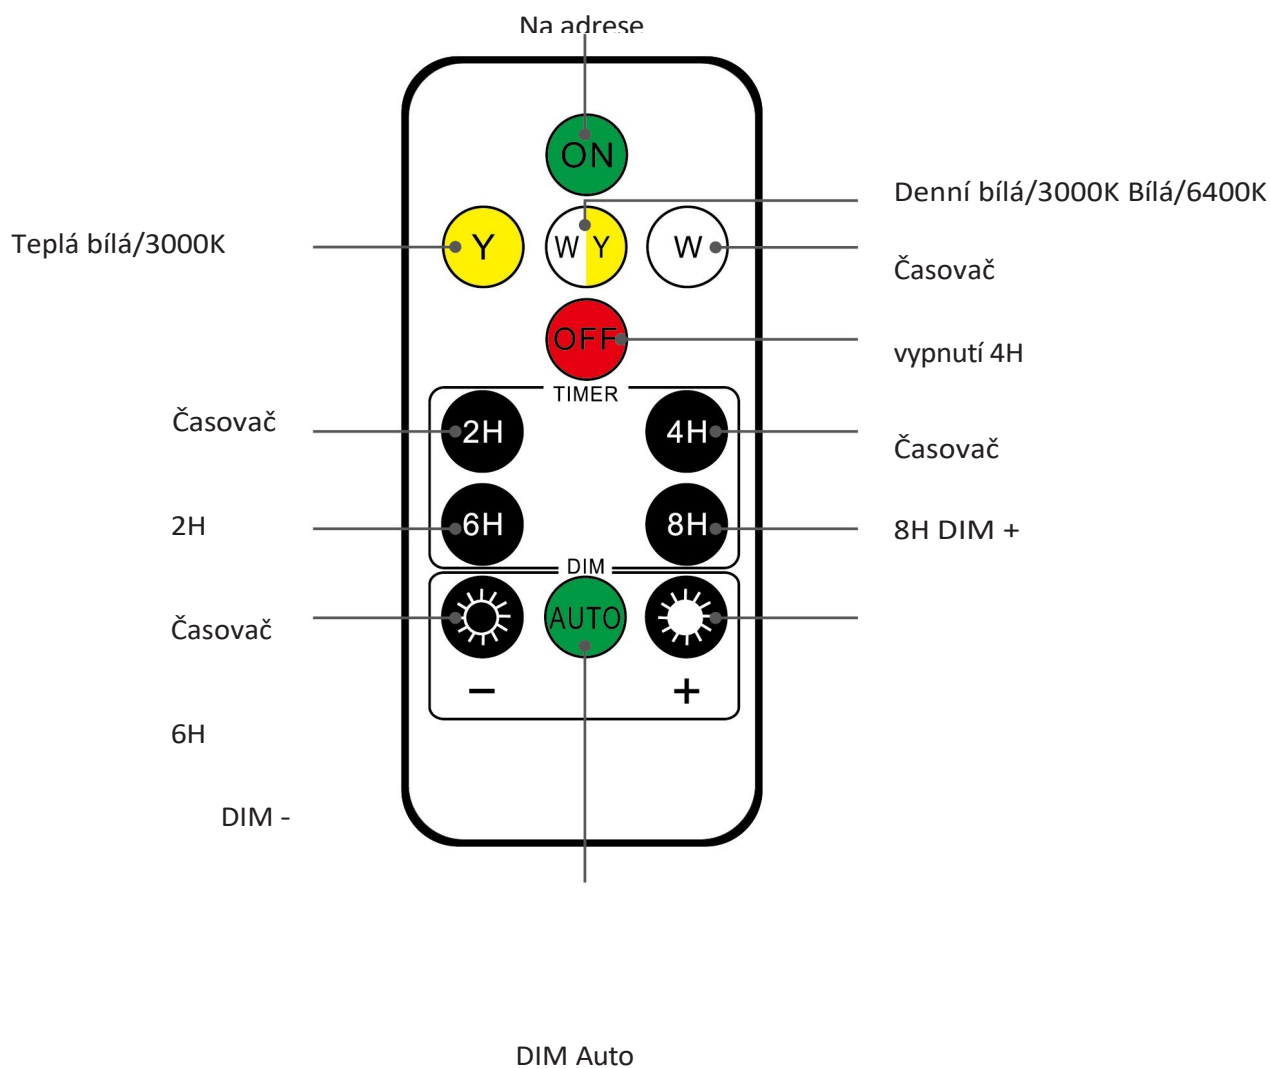 Na adrese
ON
Denní bílá/3000K Bílá/6400K
Teplá bílá/3000K
Y
W Y
W
Časovač
OFF
vypnutí 4H
TIMER
Časovač
2H
4H
Časovač
2H
6H
8H
8H DIM +
DIM
Časovač
AUTO
−
+
6H
DIM -
DIM Auto